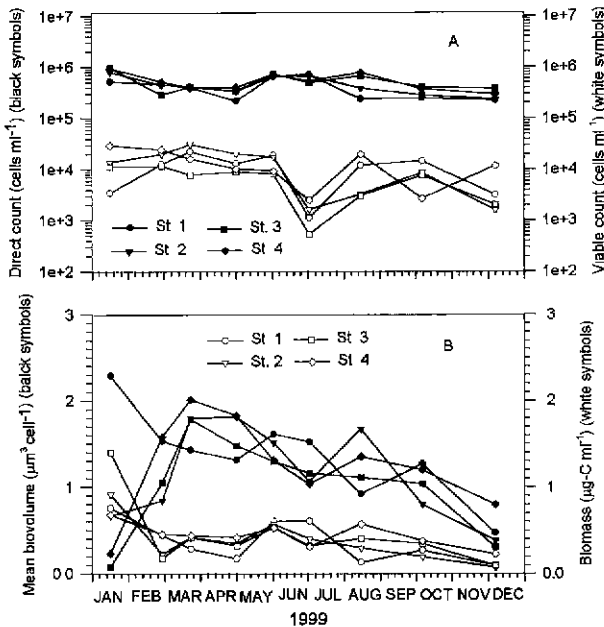 1e+7
1e+6
1e+5
1e+4
1e+3
1e+2
Direct count (cells ml⁻¹) (black symbols)
A
St 1
St 2
St. 3
St 4
1e+7
1e+6
1e+5
1e+4
1e+3
1e+2
Viable count (cells ml⁻¹) (white symbols)
3
2
1
0.0
Mean biovolume (µm³ cell⁻¹) (balck symbols)
B
St 1
St. 2
St 3
St 4
3
2
1
0.0
Biomass (µg-C ml⁻¹) (white symbols)
JAN FEB MAR APR MAY JUN JUL AUG SEP OCT NOV DEC
1999